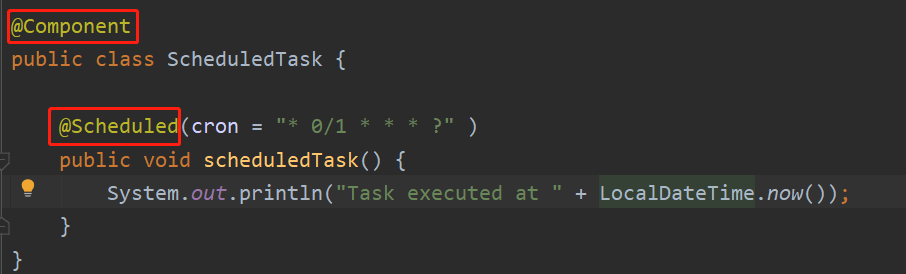 @Component
public class ScheduledTask {
@Scheduled(cron = "* 0/1 * * * ?" )
public void scheduledTask() {
System.out.println("Task executed at " + LocalDateTime.now());
}
}